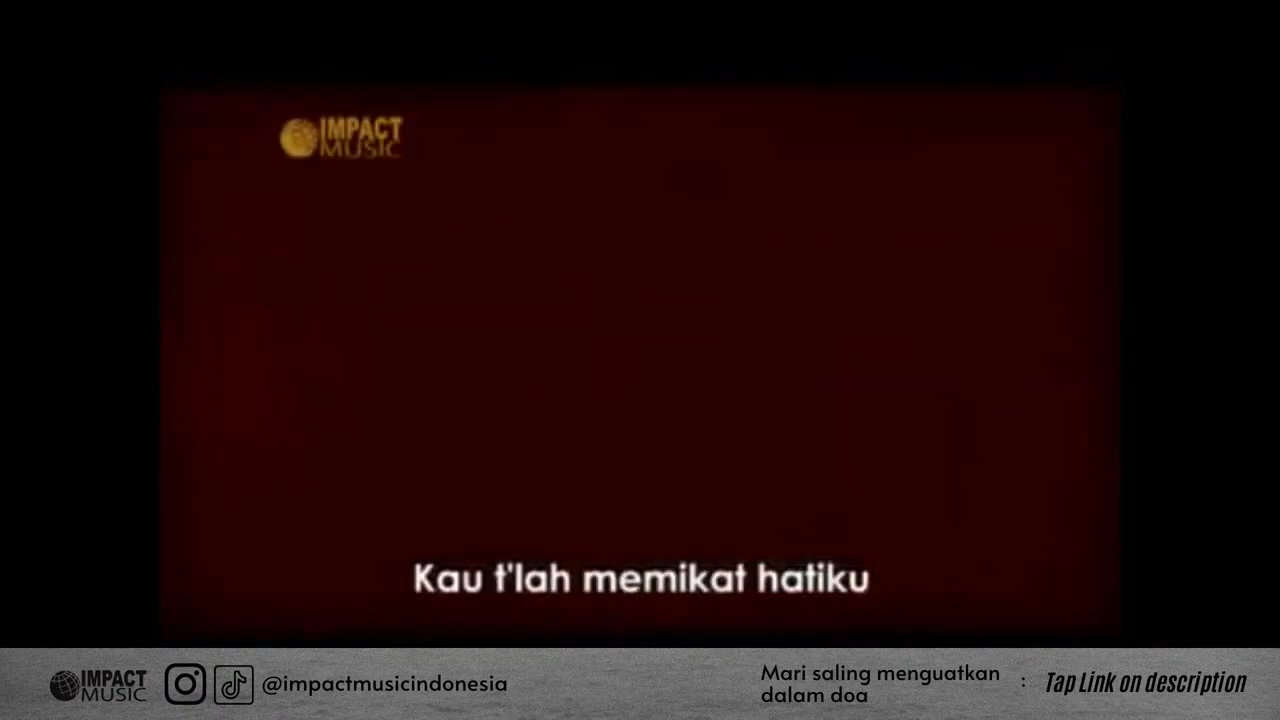 IMPACT
MUSIC
Kau t'lah memikat hatiku
IMPACT
MUSIC
@impactmusicindonesia
Mari saling menguatkan
dalam doa
:
Tap Link on description